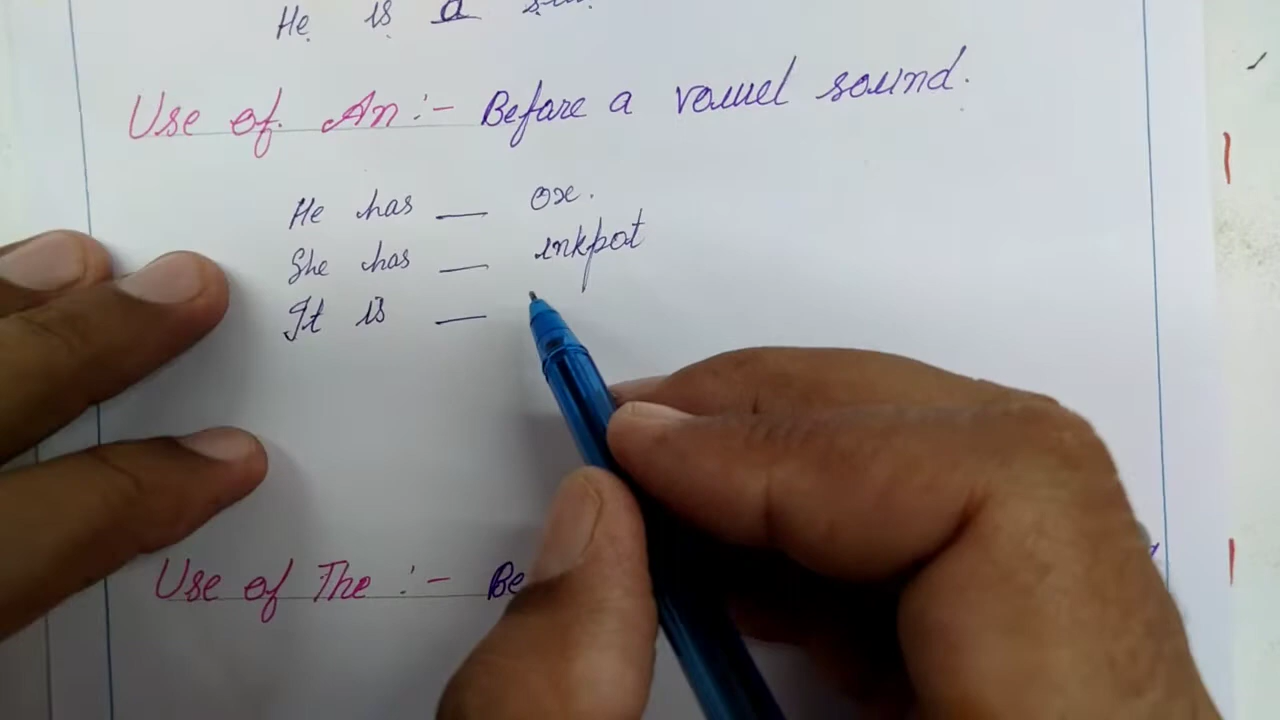 He is a
Use of An :- Before a vowel sound.
He has __ ox.
She has __ inkpot
It is __
Use of The :- Be